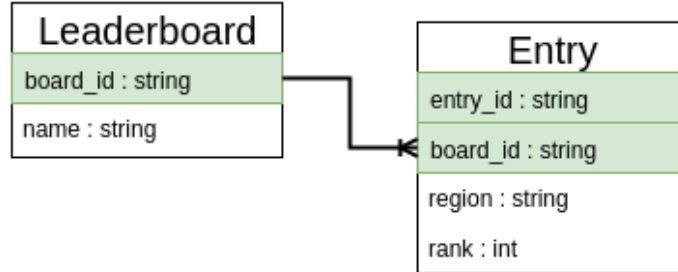 Leaderboard
board_id : string
name : string
Entry
entry_id : string
board_id : string
region : string
rank : int